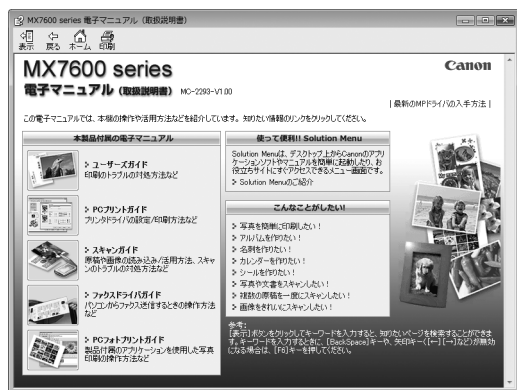 MX7600 series 電子マニュアル（取扱説明書）
表示 戻る ホーム 印刷
MX7600 series
Canon
電子マニュアル（取扱説明書） MC-2293-V1.00
|最新のMPドライバの入手方法|
この電子マニュアルでは、本機の操作や活用方法などを紹介しています。知りたい情報のリンクをクリックしてください。
本製品付属の電子マニュアル
ユーザーズガイド
印刷のトラブルの対処方法など
PCプリントガイド
プリンタドライバの設定/印刷方法など
スキャンガイド
原稿や画像の読み込み/活用方法、スキャ
ンのトラブルの対処方法など
ファクスドライバガイド
パソコンからファクス送信するときの操作方法
など
PCフォトプリントガイド
製品付属のアプリケーションを使用した写真
印刷の操作方法など
使って便利!! Solution Menu
Solution Menuは、デスクトップ上からCanonのアプリ
ケーションソフトやマニュアルを簡単に起動したり、お
役立ちサイトにすぐアクセスできるメニュー画面です。
Solution Menuのご紹介
こんなことがしたい!
写真を簡単に印刷したい！
アルバムを作りたい！
名刺を作りたい！
カレンダーを作りたい！
シールを作りたい！
写真や文書をスキャンしたい！
複数の原稿を一度にスキャンしたい！
画像をきれいにスキャンしたい！
参考：
[表示]ボタンをクリックしてキーワードを入力すると、知りたいページを検索することができま
す。キーワードを入力するときに、[BackSpace]キーや、矢印キー([←][→]など)が無効
になる場合は、[F6]キーを押してください。